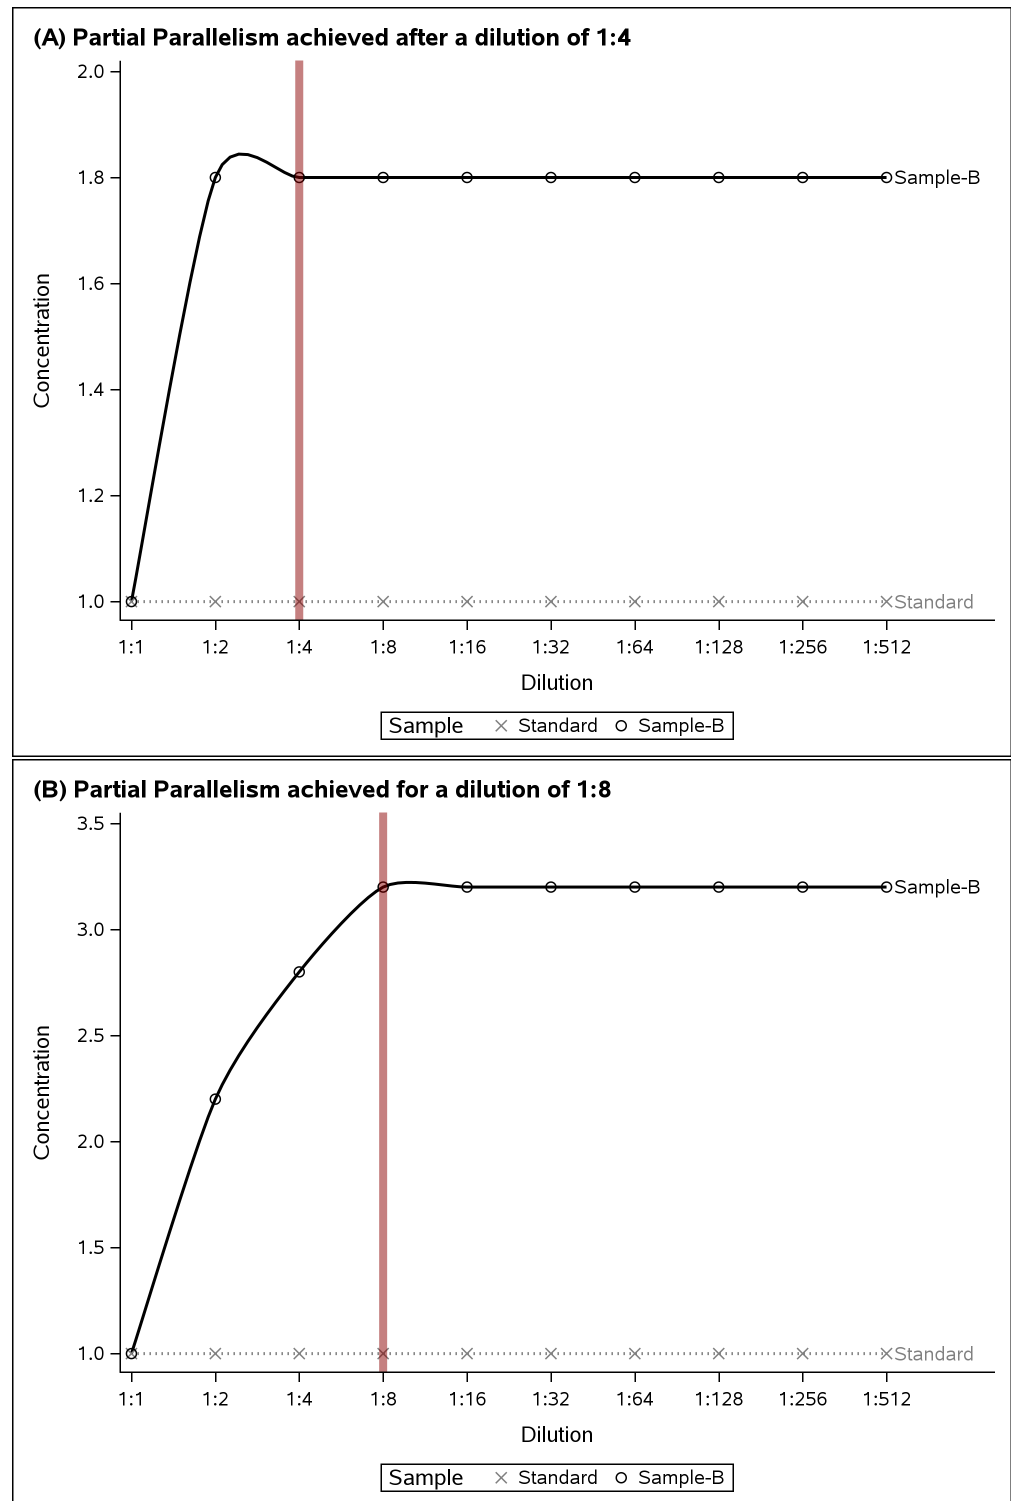 (A) Partial Parallelism achieved after a dilution of 1:4
2.0
1.8
1.6
1.4
1.2
1.0
Concentration
Sample-B
Standard
1:1 1:2 1:4 1:8 1:16 1:32 1:64 1:128 1:256 1:512
Dilution
Sample Standard Sample-B
(B) Partial Parallelism achieved for a dilution of 1:8
3.5
3.0
2.5
2.0
1.5
1.0
Concentration
Sample-B
Standard
1:1 1:2 1:4 1:8 1:16 1:32 1:64 1:128 1:256 1:512
Dilution
Sample Standard Sample-B